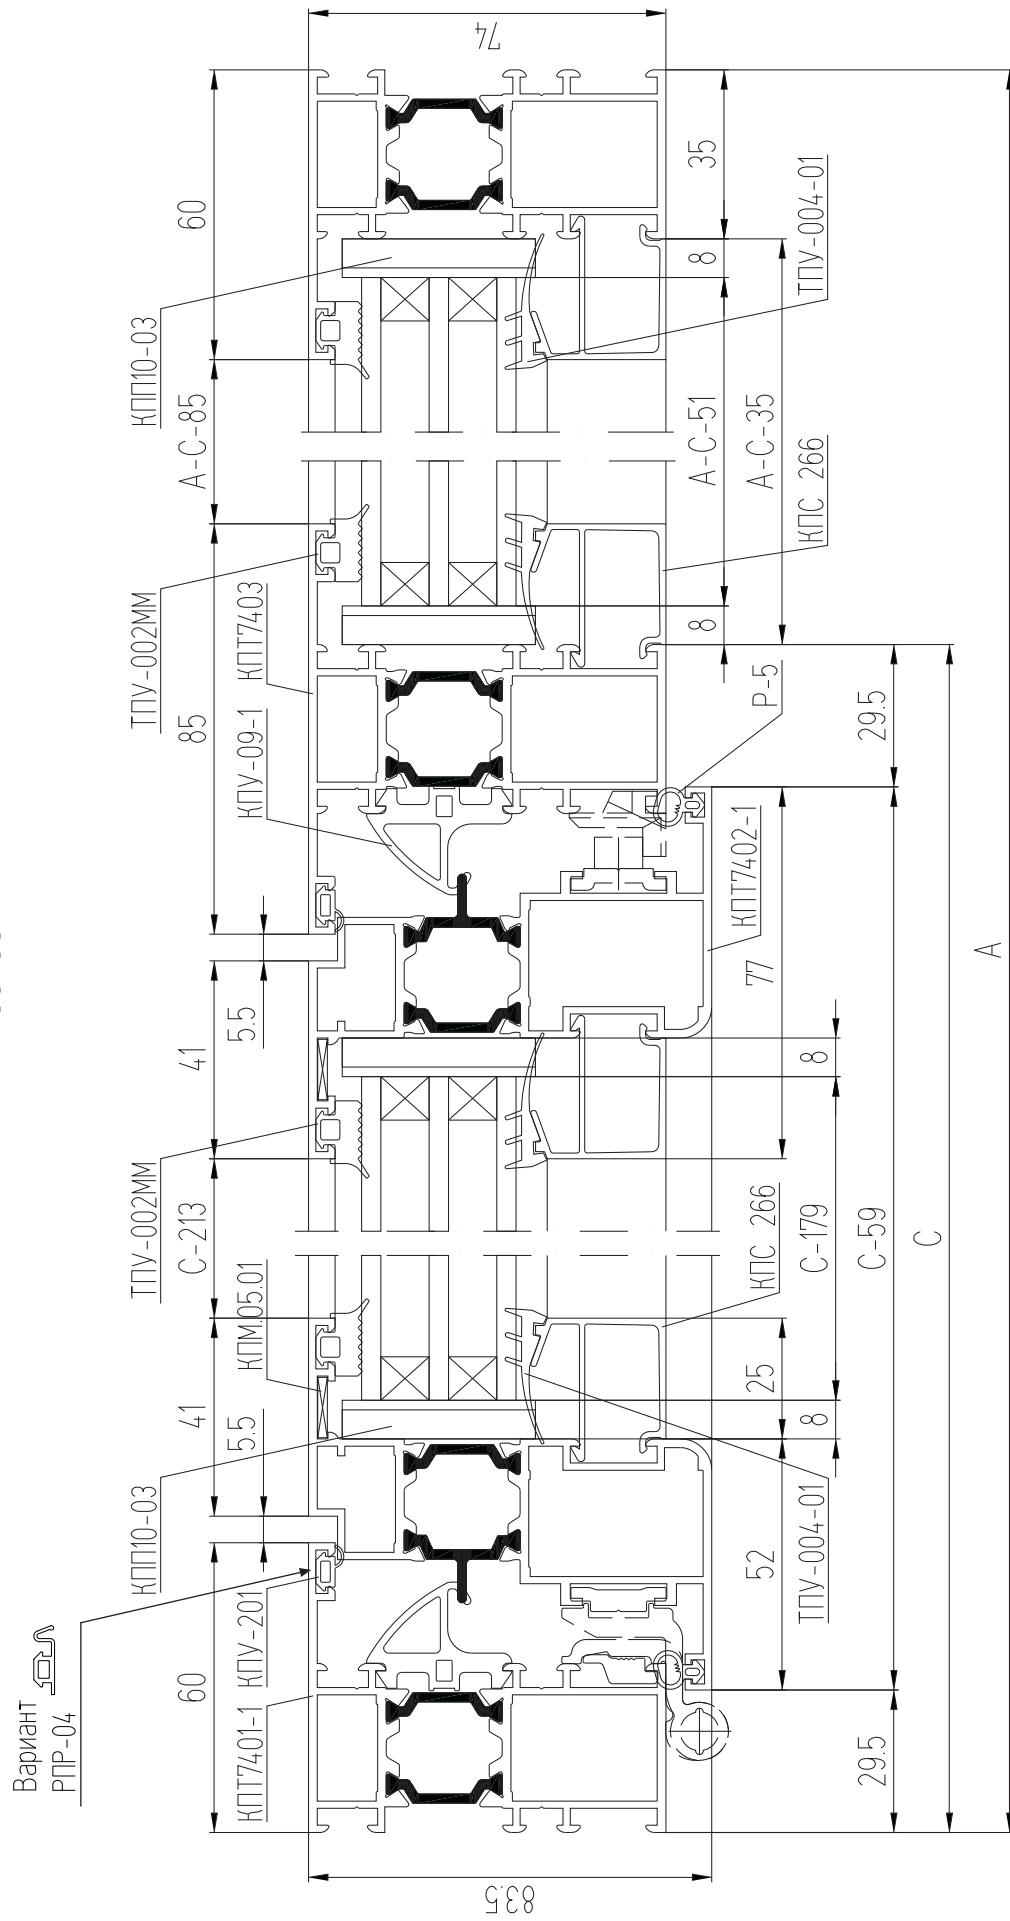 Вариант
РПР-04
КПП10-03
ТПУ-002ММ
ТПУ-002ММ
КПП10-03
60
41
С-213
41
85
А-С-85
60
КПТ7401-1
КПУ-201
5.5
КПМ.05.01
5.5
КПУ-09-1
КПТ7403
83.5
74
52
25
КПС 266
77
КПТ7402-1
Р-5
8
А-С-51
8
35
ТПУ-004-01
8
С-179
8
А-С-35
КПС 266
ТПУ-004-01
29.5
С-59
29.5
С
А